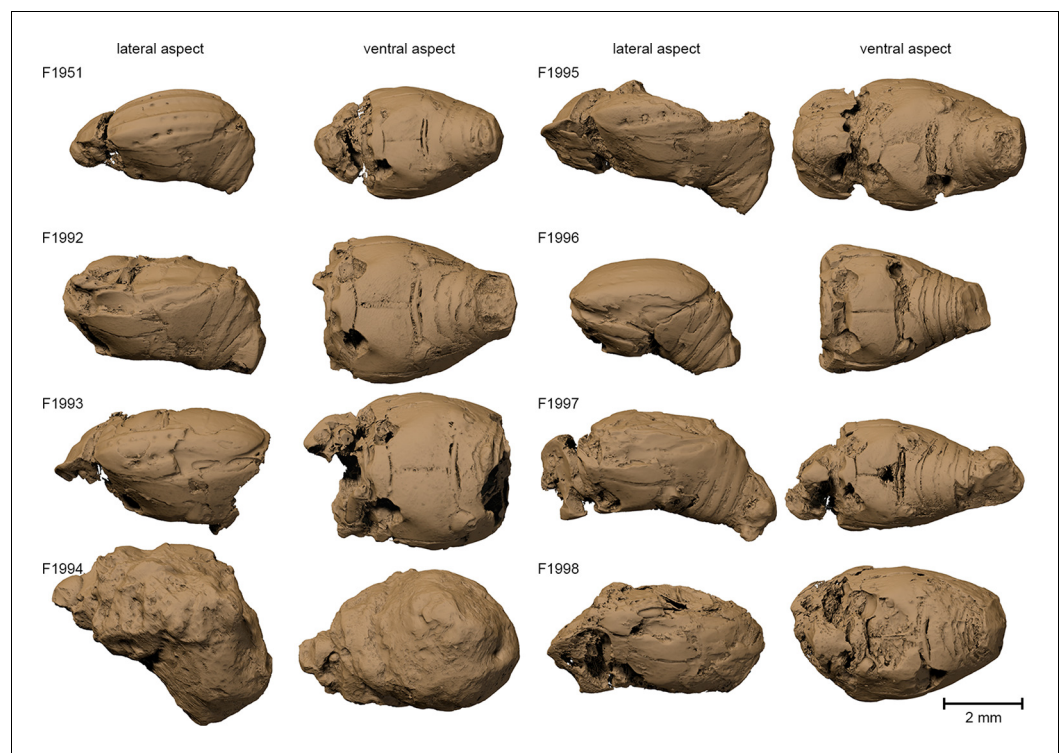 lateral aspect ventral aspect lateral aspect ventral aspect
F1951 F1995
F1992 F1996
F1993 F1997
F1994 F1998
2 mm